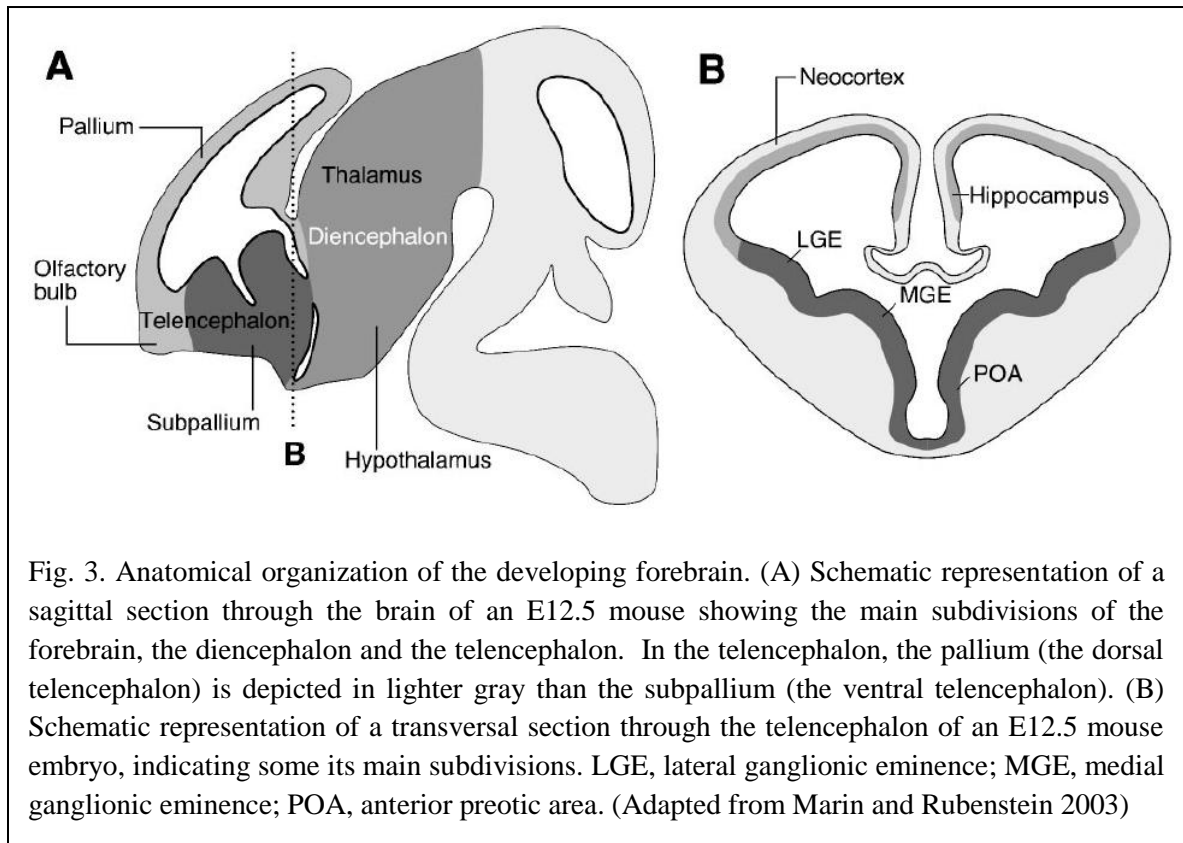 A
Pallium
Thalamus
Diencephalon
Olfactory
bulb
Telencephalon
Subpallium
B
Hypothalamus
B
Neocortex
Hippocampus
LGE
MGE
POA
Fig. 3. Anatomical organization of the developing forebrain. (A) Schematic representation of a
sagittal section through the brain of an E12.5 mouse showing the main subdivisions of the
forebrain, the diencephalon and the telencephalon. In the telencephalon, the pallium (the dorsal
telencephalon) is depicted in lighter gray than the subpallium (the ventral telencephalon). (B)
Schematic representation of a transversal section through the telencephalon of an E12.5 mouse
embryo, indicating some its main subdivisions. LGE, lateral ganglionic eminence; MGE, medial
ganglionic eminence; POA, anterior preotic area. (Adapted from Marin and Rubenstein 2003)